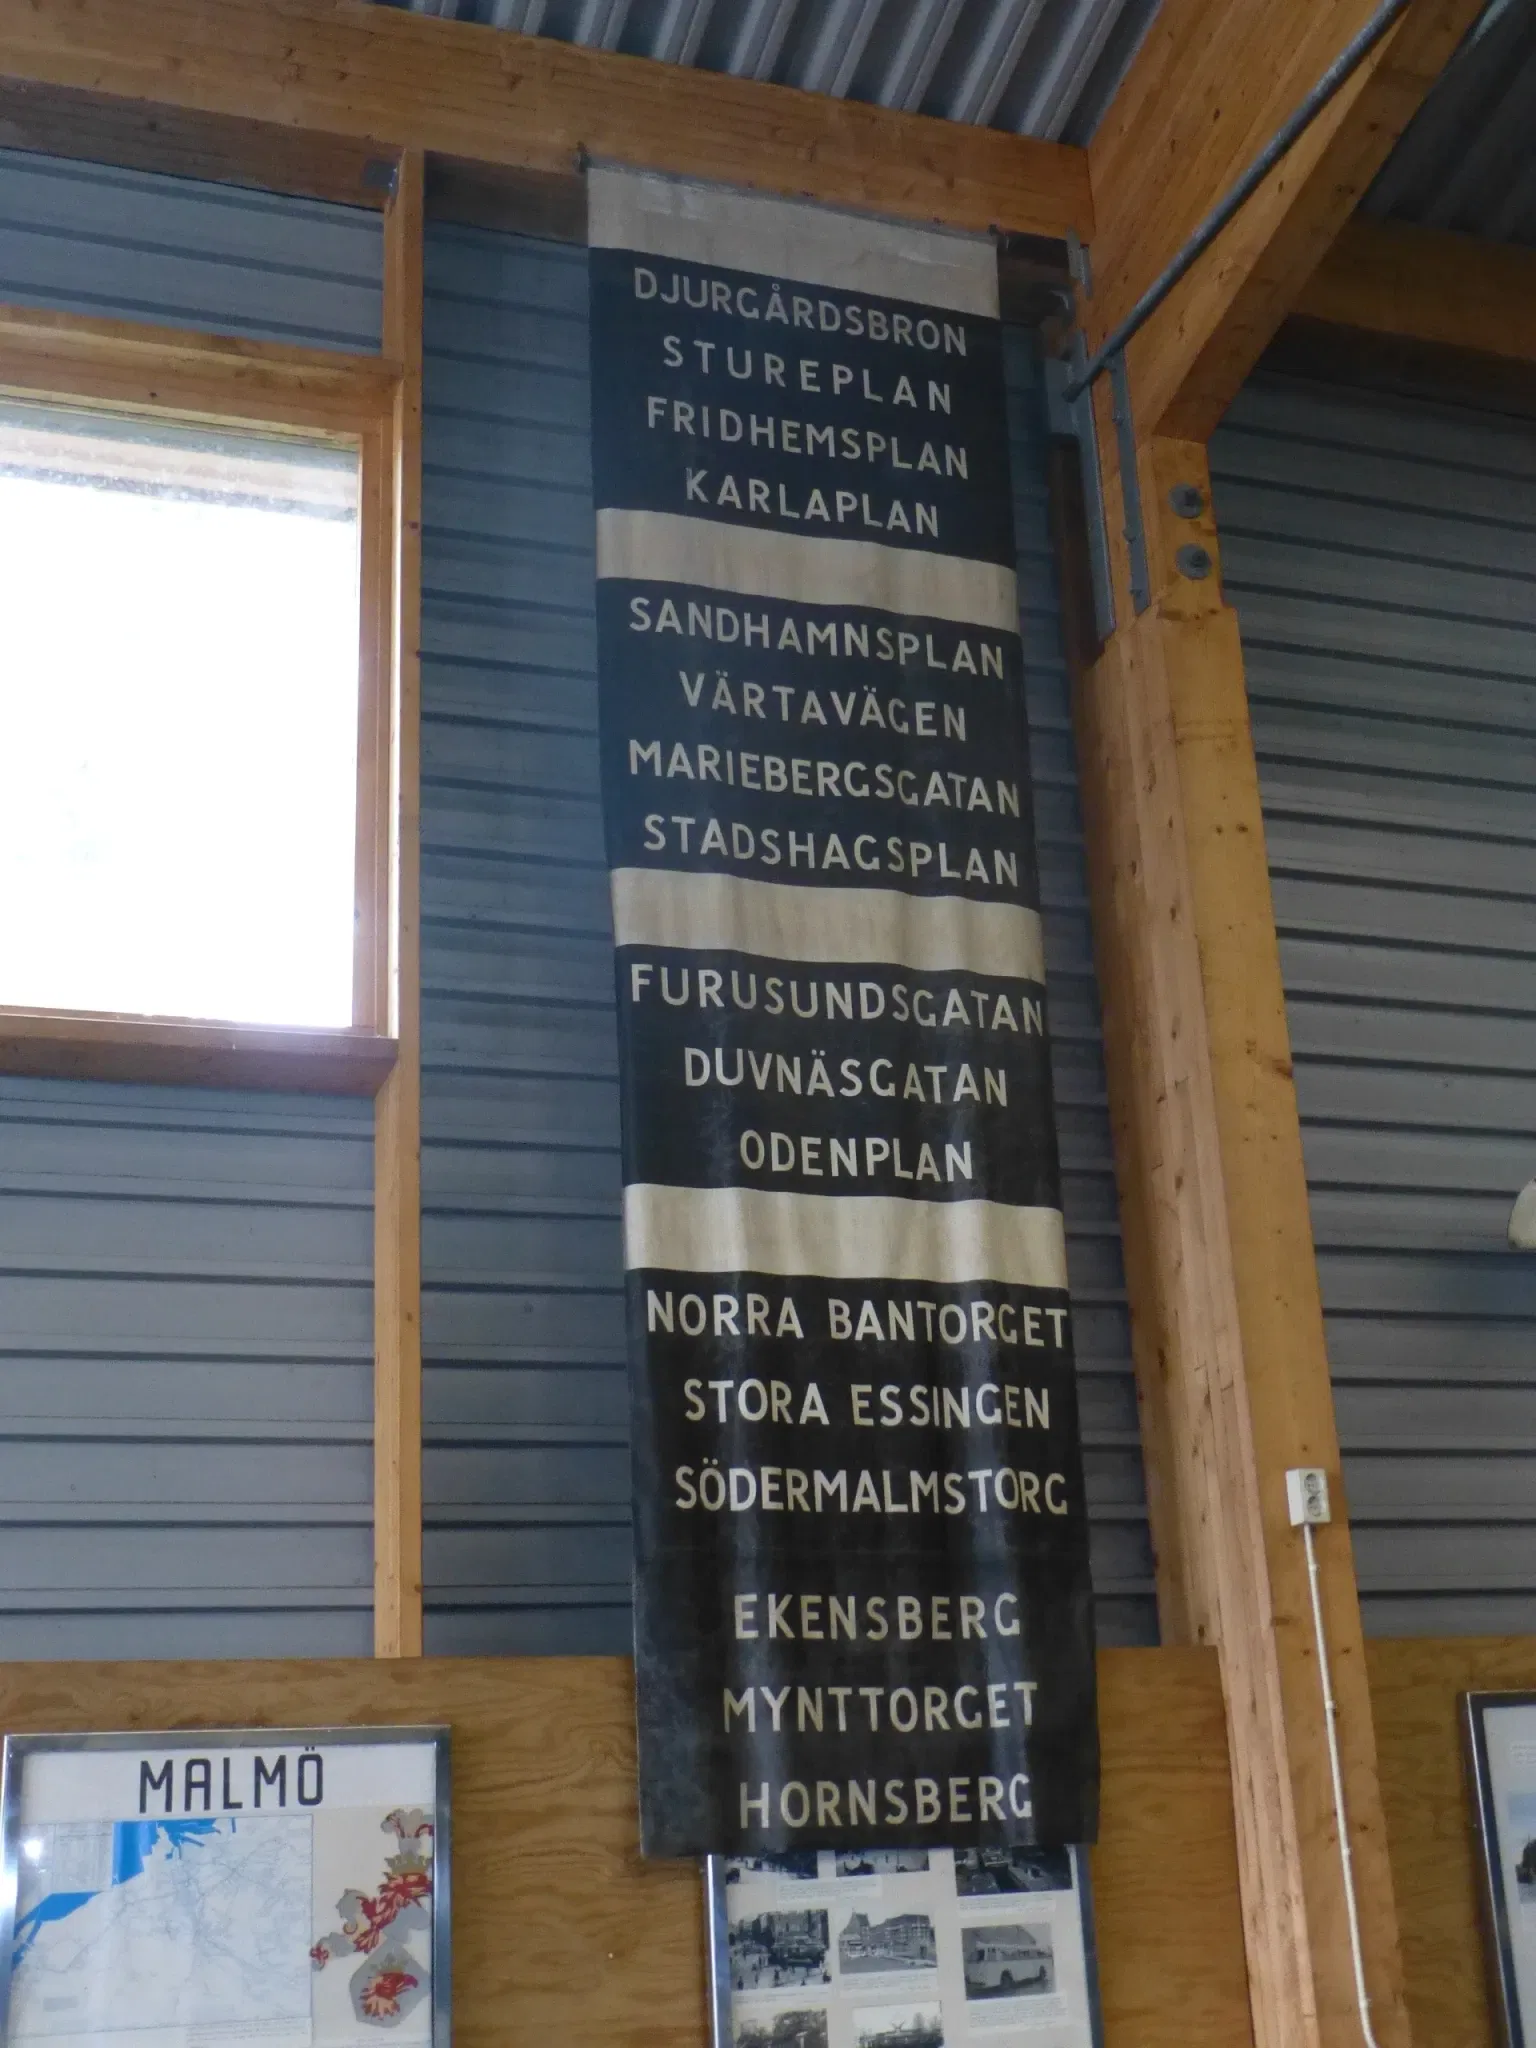 DJURGÅRDSBRON
STUREPLAN
FRIDHEMSPLAN
KARLAPLAN
SANDHAMNSPLAN
VÄRTAVÄGEN
MARIEBERGSGATAN
STADSHAGSPLAN
FURUSUNDSGATAN
DUVNÄSGATAN
ODENPLAN
NORRA BANTORGET
STORA ESSINGEN
SÖDERMALMSTORG
EKENSBERG
MYNTTORGET
HORNSBERG
MALMÖ